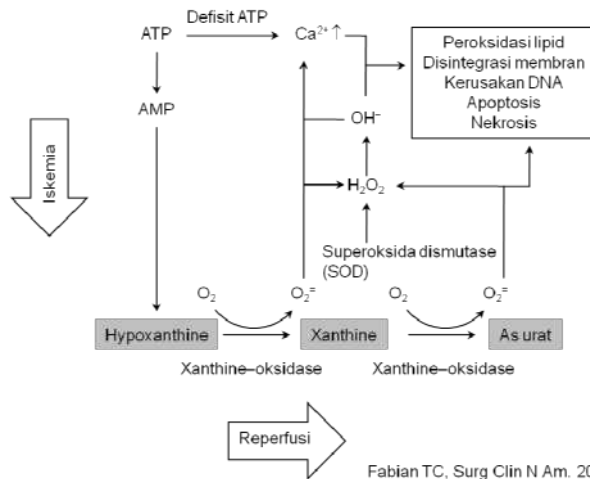 Defisit ATP
ATP
Ca²⁺ ↑
Peroksidasi lipid
Disintegrasi membran
Kerusakan DNA
Apoptosis
Nekrosis
AMP
OH⁻
Iskemia
H₂O₂
Superoksida dismutase
(SOD)
O₂
O₂⁼
O₂
O₂⁼
Hypoxanthine
Xanthine
As urat
Xanthine–oksidase
Xanthine–oksidase
Reperfusi
Fabian TC, Surg Clin N Am. 20